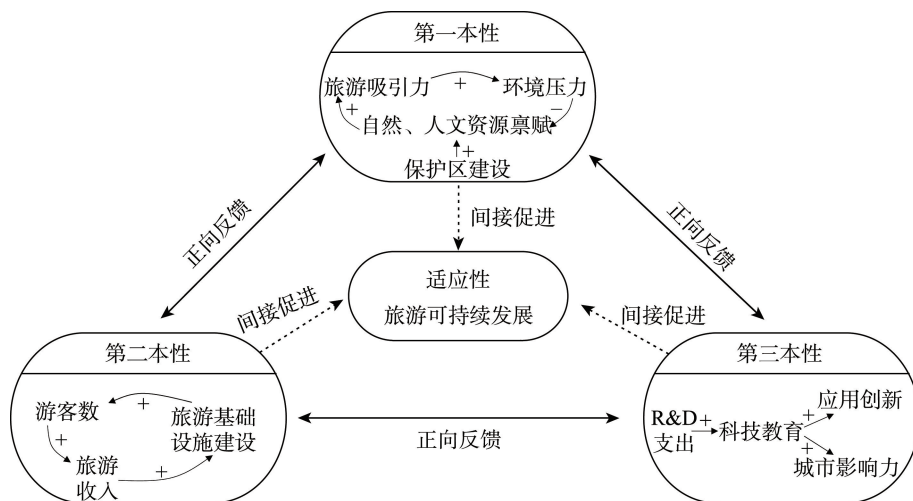 第一本性
旅游吸引力 + 环境压力
+ −
自然、人文资源禀赋
+
保护区建设
正向反馈
间接促进
正向反馈
适应性
旅游可持续发展
间接促进
间接促进
第二本性
游客数 + 旅游基础
设施建设
+
旅游 +
收入
正向反馈
第三本性
应用创新
R&D + 科技教育 +
支出
+
城市影响力